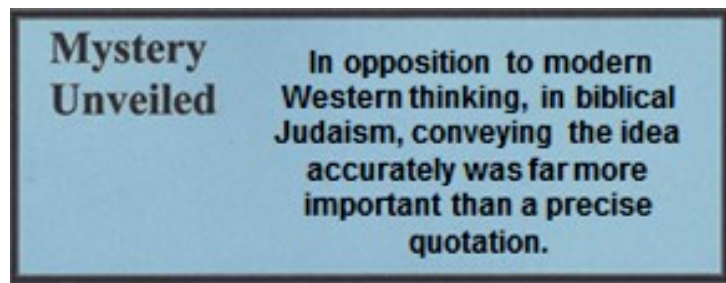 Mystery
Unveiled
In opposition to modern
Western thinking, in biblical
Judaism, conveying the idea
accurately was far more
important than a precise
quotation.